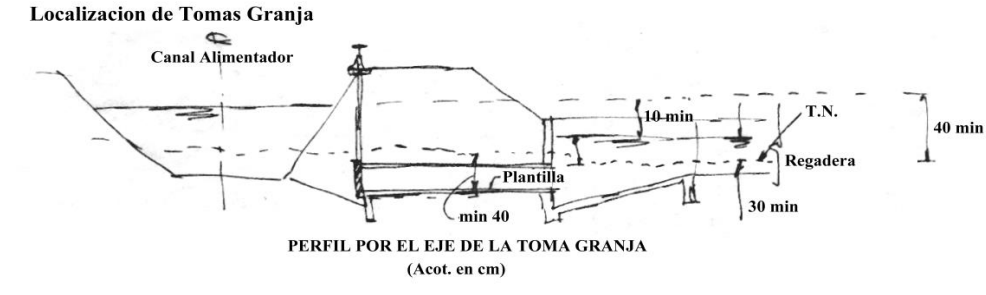 Localizacion de Tomas Granja
Canal Alimentador
10 min
T.N.
40 min
Regadera
Plantilla
30 min
min 40
PERFIL POR EL EJE DE LA TOMA GRANJA
(Acot. en cm)